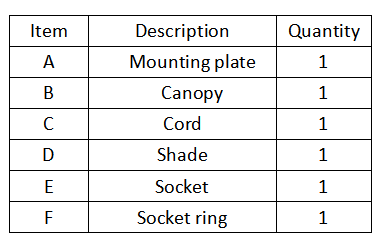 Item Description Quantity
A Mounting plate 1
B Canopy 1
C Cord 1
D Shade 1
E Socket 1
F Socket ring 1